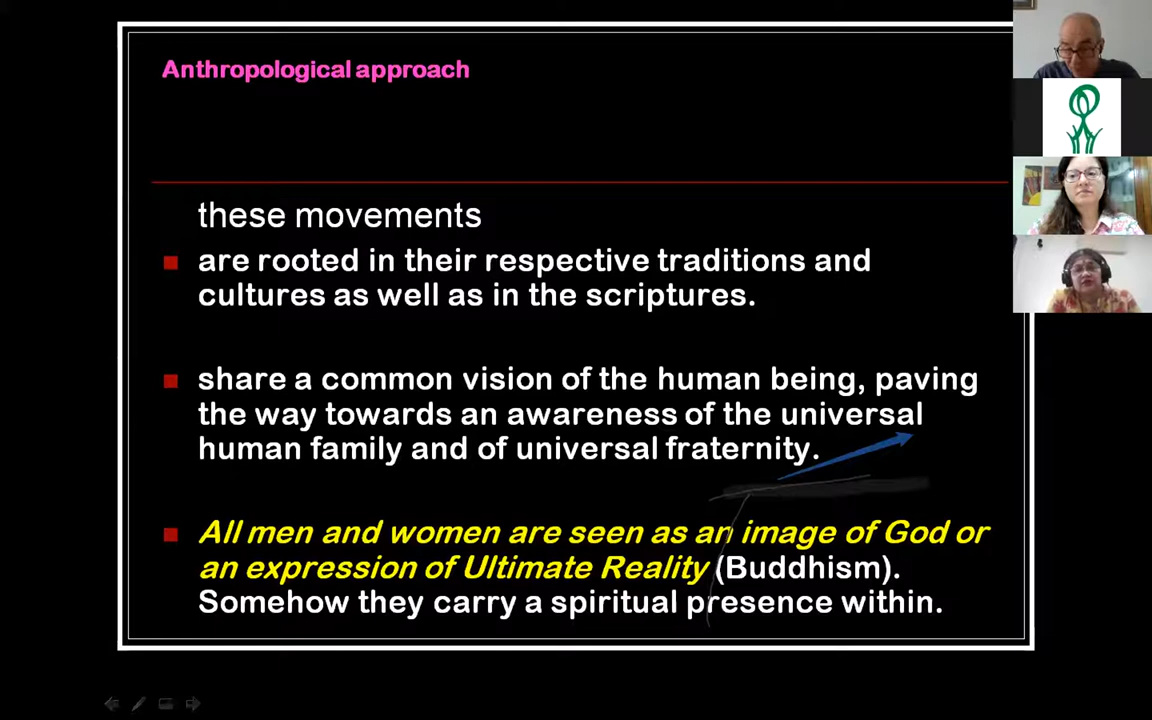 Anthropological approach
these movements
are rooted in their respective traditions and
cultures as well as in the scriptures.
share a common vision of the human being, paving
the way towards an awareness of the universal
human family and of universal fraternity.
All men and women are seen as an image of God or
an expression of Ultimate Reality (Buddhism).
Somehow they carry a spiritual presence within.